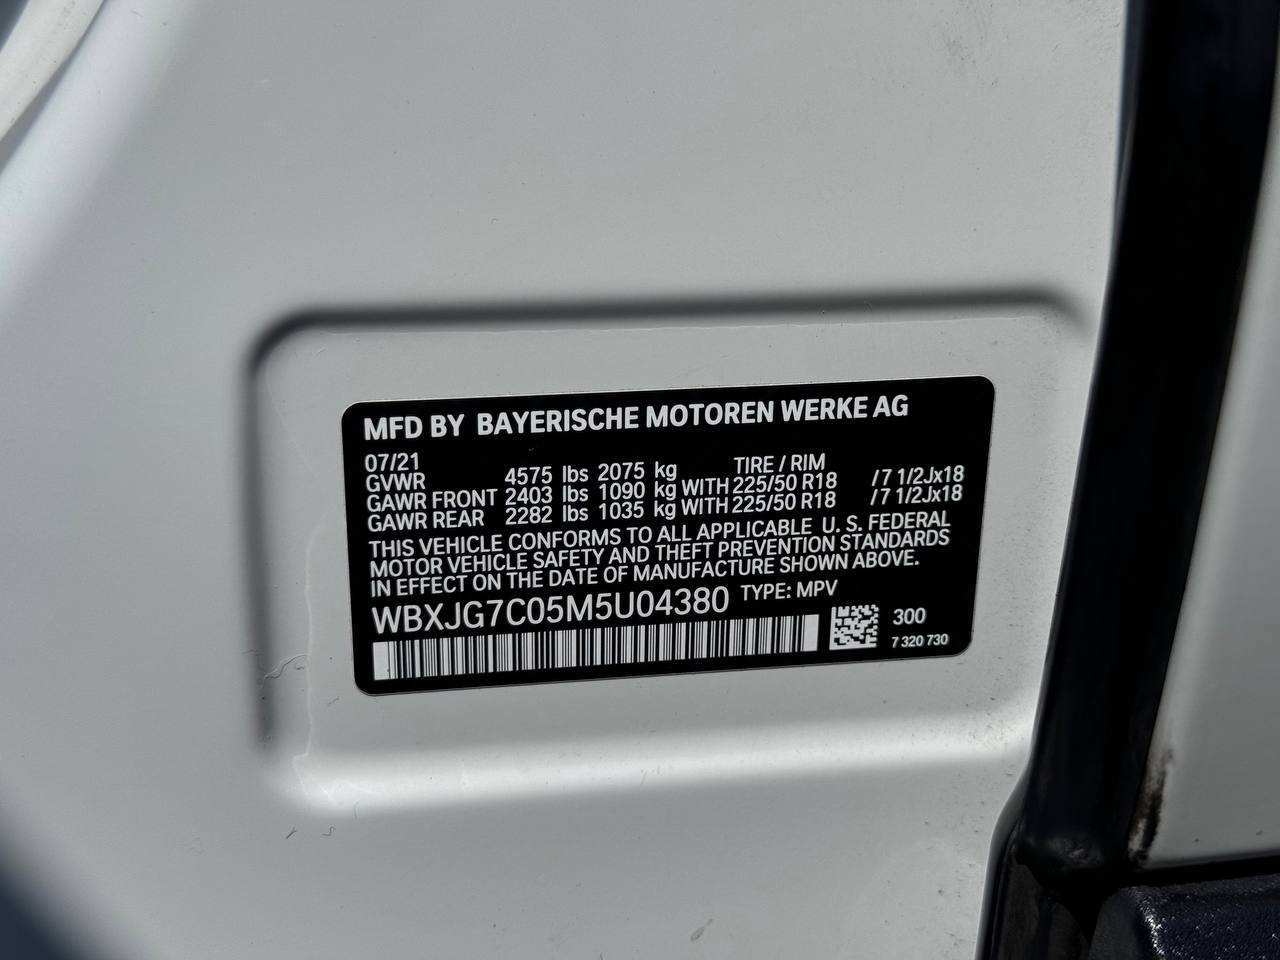 MFD BY BAYERISCHE MOTOREN WERKE AG
07/21 TIRE / RIM
GVWR 4575 lbs 2075 kg
GAWR FRONT 2403 lbs 1090 kg WITH 225/50 R18 /7 1/2Jx18
GAWR REAR 2282 lbs 1035 kg WITH 225/50 R18 /7 1/2Jx18
THIS VEHICLE CONFORMS TO ALL APPLICABLE U. S. FEDERAL
MOTOR VEHICLE SAFETY AND THEFT PREVENTION STANDARDS
IN EFFECT ON THE DATE OF MANUFACTURE SHOWN ABOVE.
WBXJG7C05M5U04380 TYPE: MPV
300
7 320 730